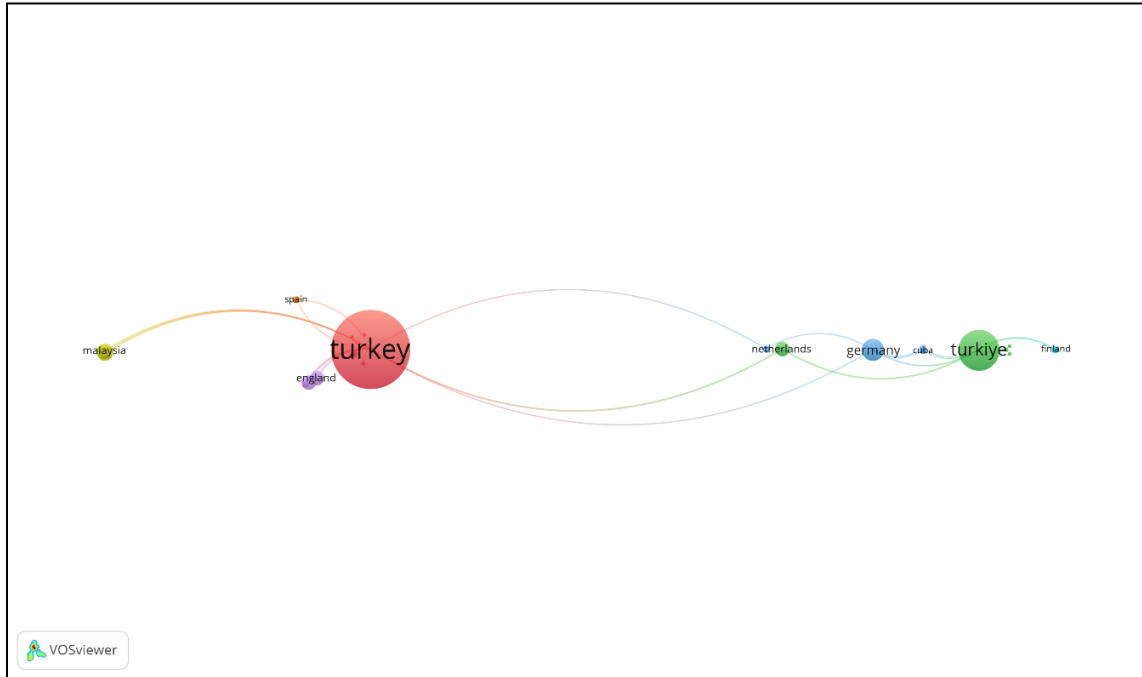 spain
turkey
malaysia
england
netherlands
germany
cuba
turkiye
finland
VOSviewer